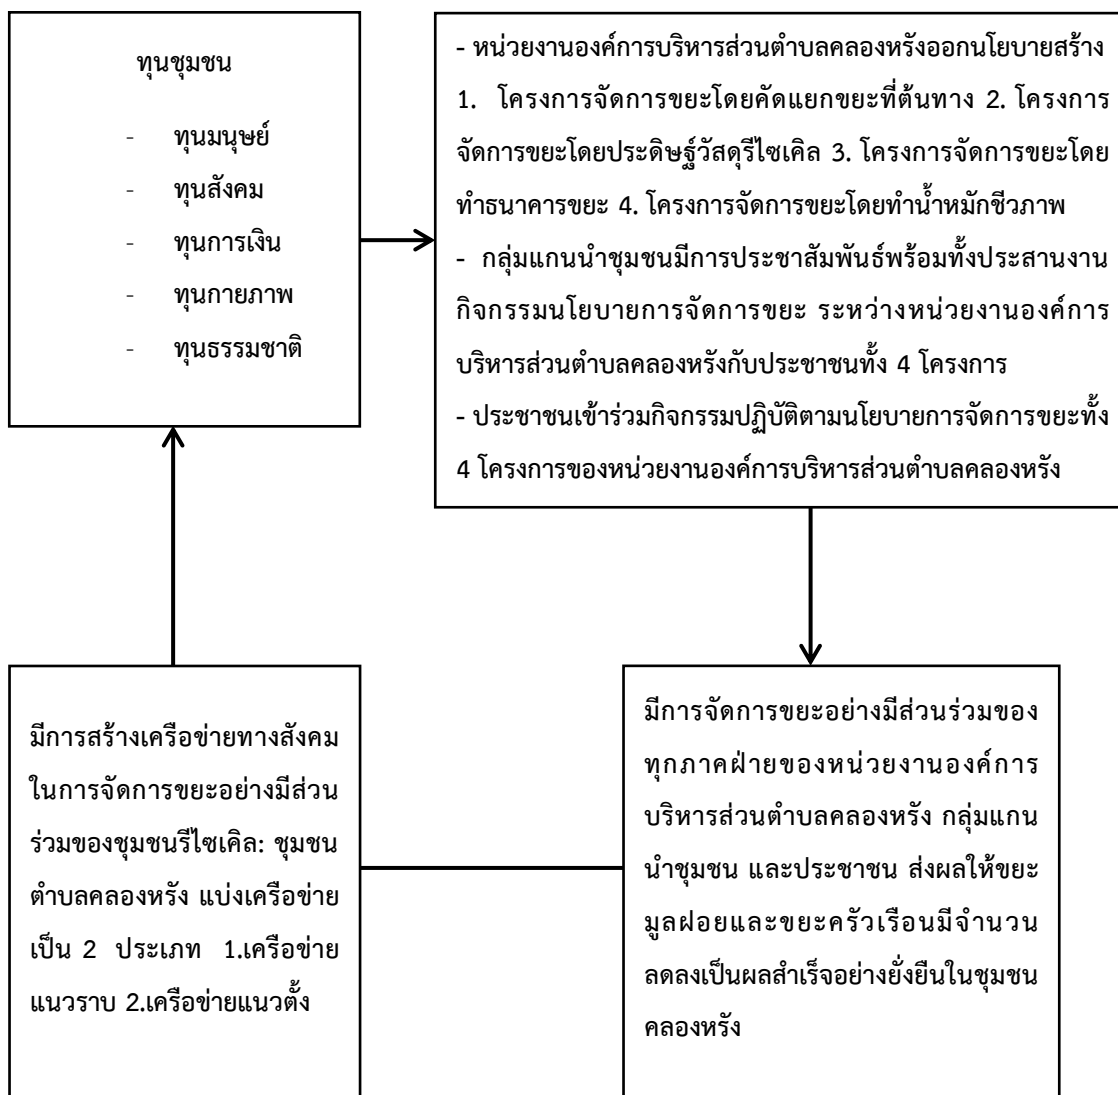 ทุนชุมชน
- ทุนมนุษย์
- ทุนสังคม
- ทุนการเงิน
- ทุนกายภาพ
- ทุนธรรมชาติ
- หน่วยงานองค์การบริหารส่วนตำบลคลองหรังออกนโยบายสร้าง
1. โครงการจัดการขยะโดยคัดแยกขยะที่ต้นทาง 2. โครงการ
จัดการขยะโดยประดิษฐ์วัสดุรีไซเคิล 3. โครงการจัดการขยะโดย
ทำธนาคารขยะ 4. โครงการจัดการขยะโดยทำน้ำหมักชีวภาพ
- กลุ่มแกนนำชุมชนมีการประชาสัมพันธ์พร้อมทั้งประสานงาน
กิจกรรมนโยบายการจัดการขยะ ระหว่างหน่วยงานองค์การ
บริหารส่วนตำบลคลองหรังกับประชาชนทั้ง 4 โครงการ
- ประชาชนเข้าร่วมกิจกรรมปฏิบัติตามนโยบายการจัดการขยะทั้ง
4 โครงการของหน่วยงานองค์การบริหารส่วนตำบลคลองหรัง
มีการสร้างเครือข่ายทางสังคม
ในการจัดการขยะอย่างมีส่วน
ร่วมของชุมชนรีไซเคิล: ชุมชน
ตำบลคลองหรัง แบ่งเครือข่าย
เป็น 2 ประเภท 1.เครือข่าย
แนวราบ 2.เครือข่ายแนวตั้ง
มีการจัดการขยะอย่างมีส่วนร่วมของ
ทุกภาคฝ่ายของหน่วยงานองค์การ
บริหารส่วนตำบลคลองหรัง กลุ่มแกน
นำชุมชน และประชาชน ส่งผลให้ขยะ
มูลฝอยและขยะครัวเรือนมีจำนวน
ลดลงเป็นผลสำเร็จอย่างยั่งยืนในชุมชน
คลองหรัง